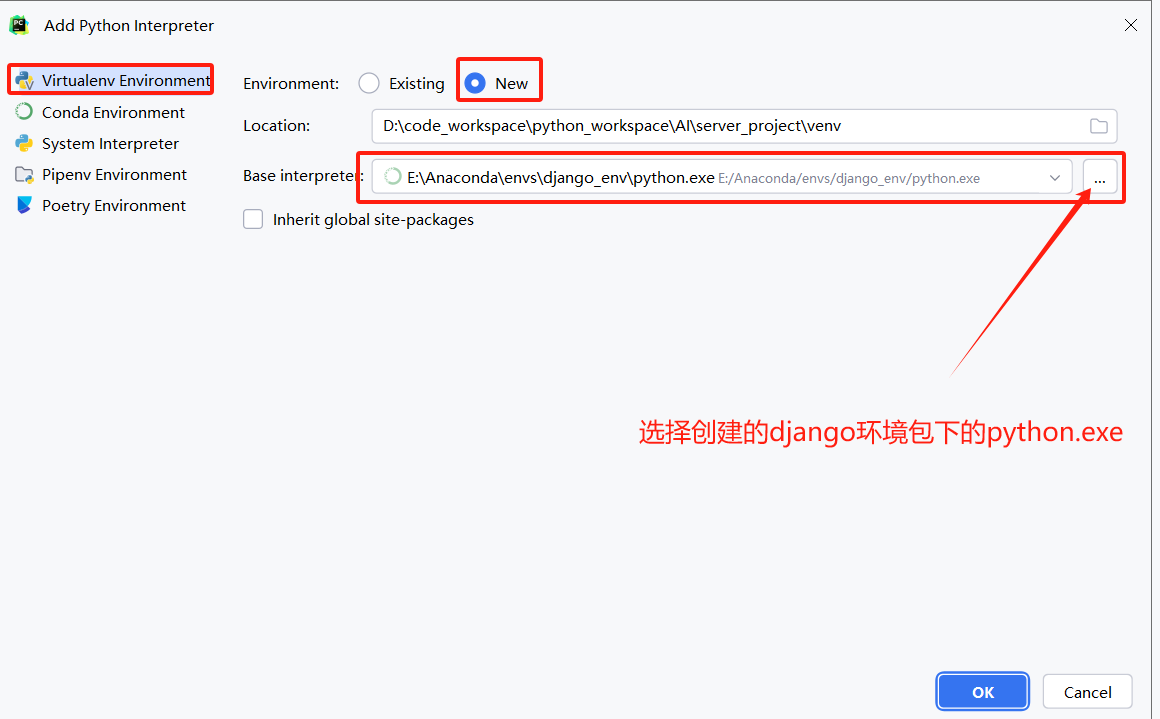 Add Python Interpreter
Virtualenv Environment
Conda Environment
System Interpreter
Pipenv Environment
Poetry Environment
Environment: Existing New
Location: D:\code_workspace\python_workspace\AI\server_project\venv
Base interpreter: E:\Anaconda\envs\django_env\python.exe E:/Anaconda/envs/django_env/python.exe ...
Inherit global site-packages
选择创建的django环境包下的python.exe
OK Cancel